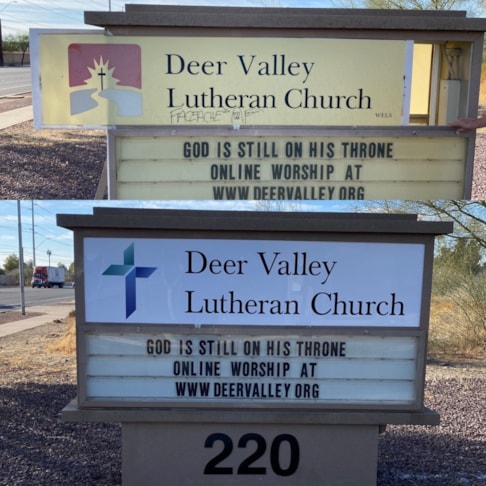 Deer Valley
Lutheran Church
WELS
GOD IS STILL ON HIS THRONE
ONLINE WORSHIP AT
WWW.DEERVALLEY.ORG
Deer Valley
Lutheran Church
GOD IS STILL ON HIS THRONE
ONLINE WORSHIP AT
WWW DEERVALLEY ORG
220